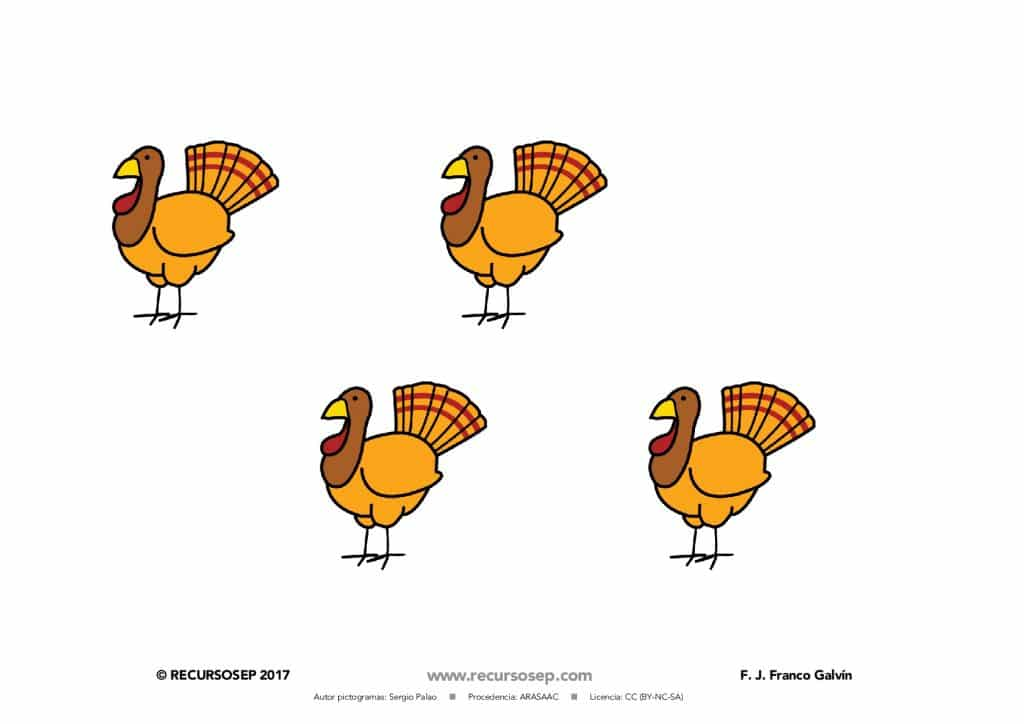 © RECURSOSEP 2017 www.recursosep.com F. J. Franco Galvín
Autor pictogramas: Sergio Palao ■ Procedencia: ARASAAC ■ Licencia: CC (BY-NC-SA)